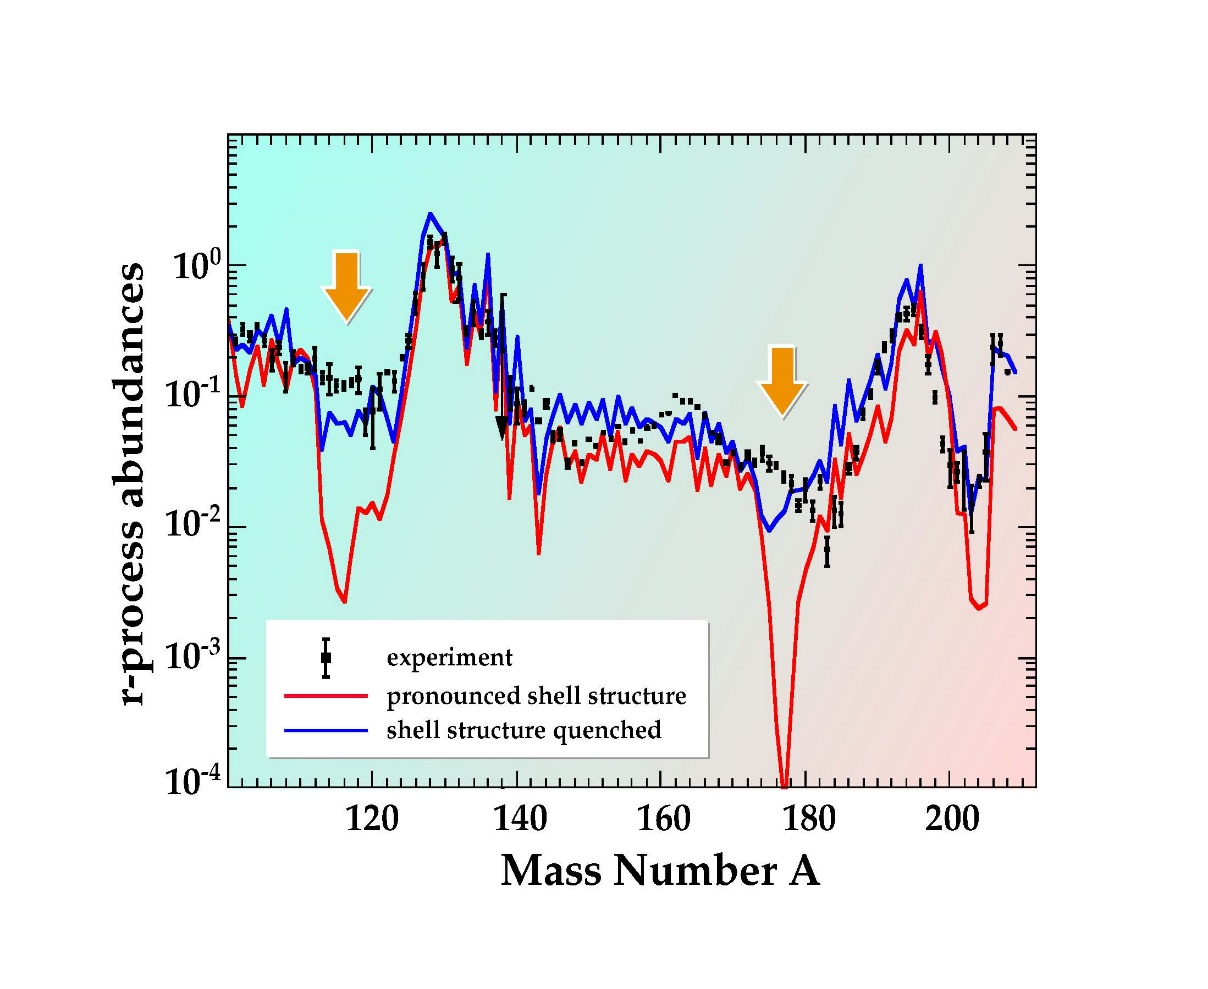 r-process abundances
10^0
10^-1
10^-2
10^-3
10^-4
experiment
pronounced shell structure
shell structure quenched
120 140 160 180 200
Mass Number A